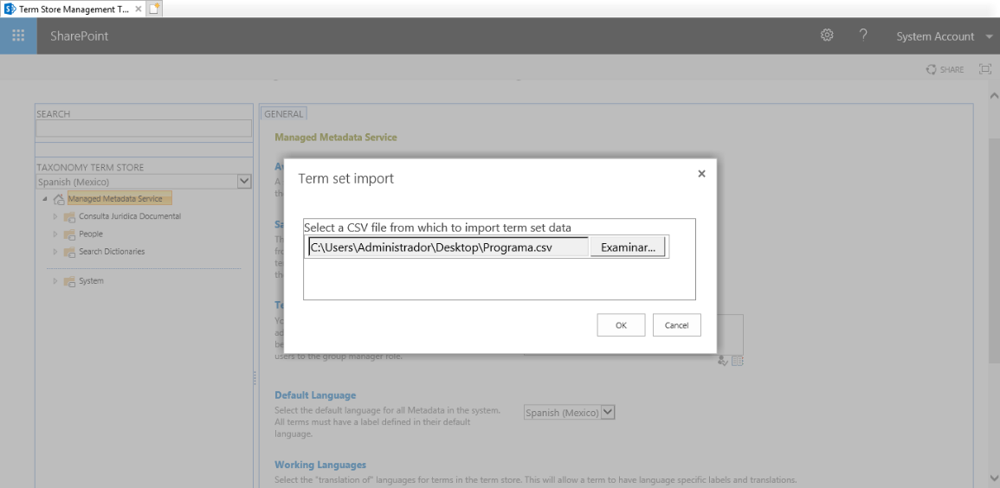 Term Store Management T...
SharePoint
?
System Account
SHARE
SEARCH
TAXONOMY TERM STORE
Spanish (Mexico)
Managed Metadata Service
Consulta Juridica Documental
People
Search Dictionaries
System
GENERAL
Managed Metadata Service
Term set import
Select a CSV file from which to import term set data
C:\Users\Administrador\Desktop\Programa.csv
Examinar...
OK
Cancel
users to the group manager role.
Default Language
Select the default language for all Metadata in the system.
All terms must have a label defined in their default
language.
Spanish (Mexico)
Working Languages
Select the "translation of" languages for terms in the term store. This will allow a term to have language specific labels and translations.